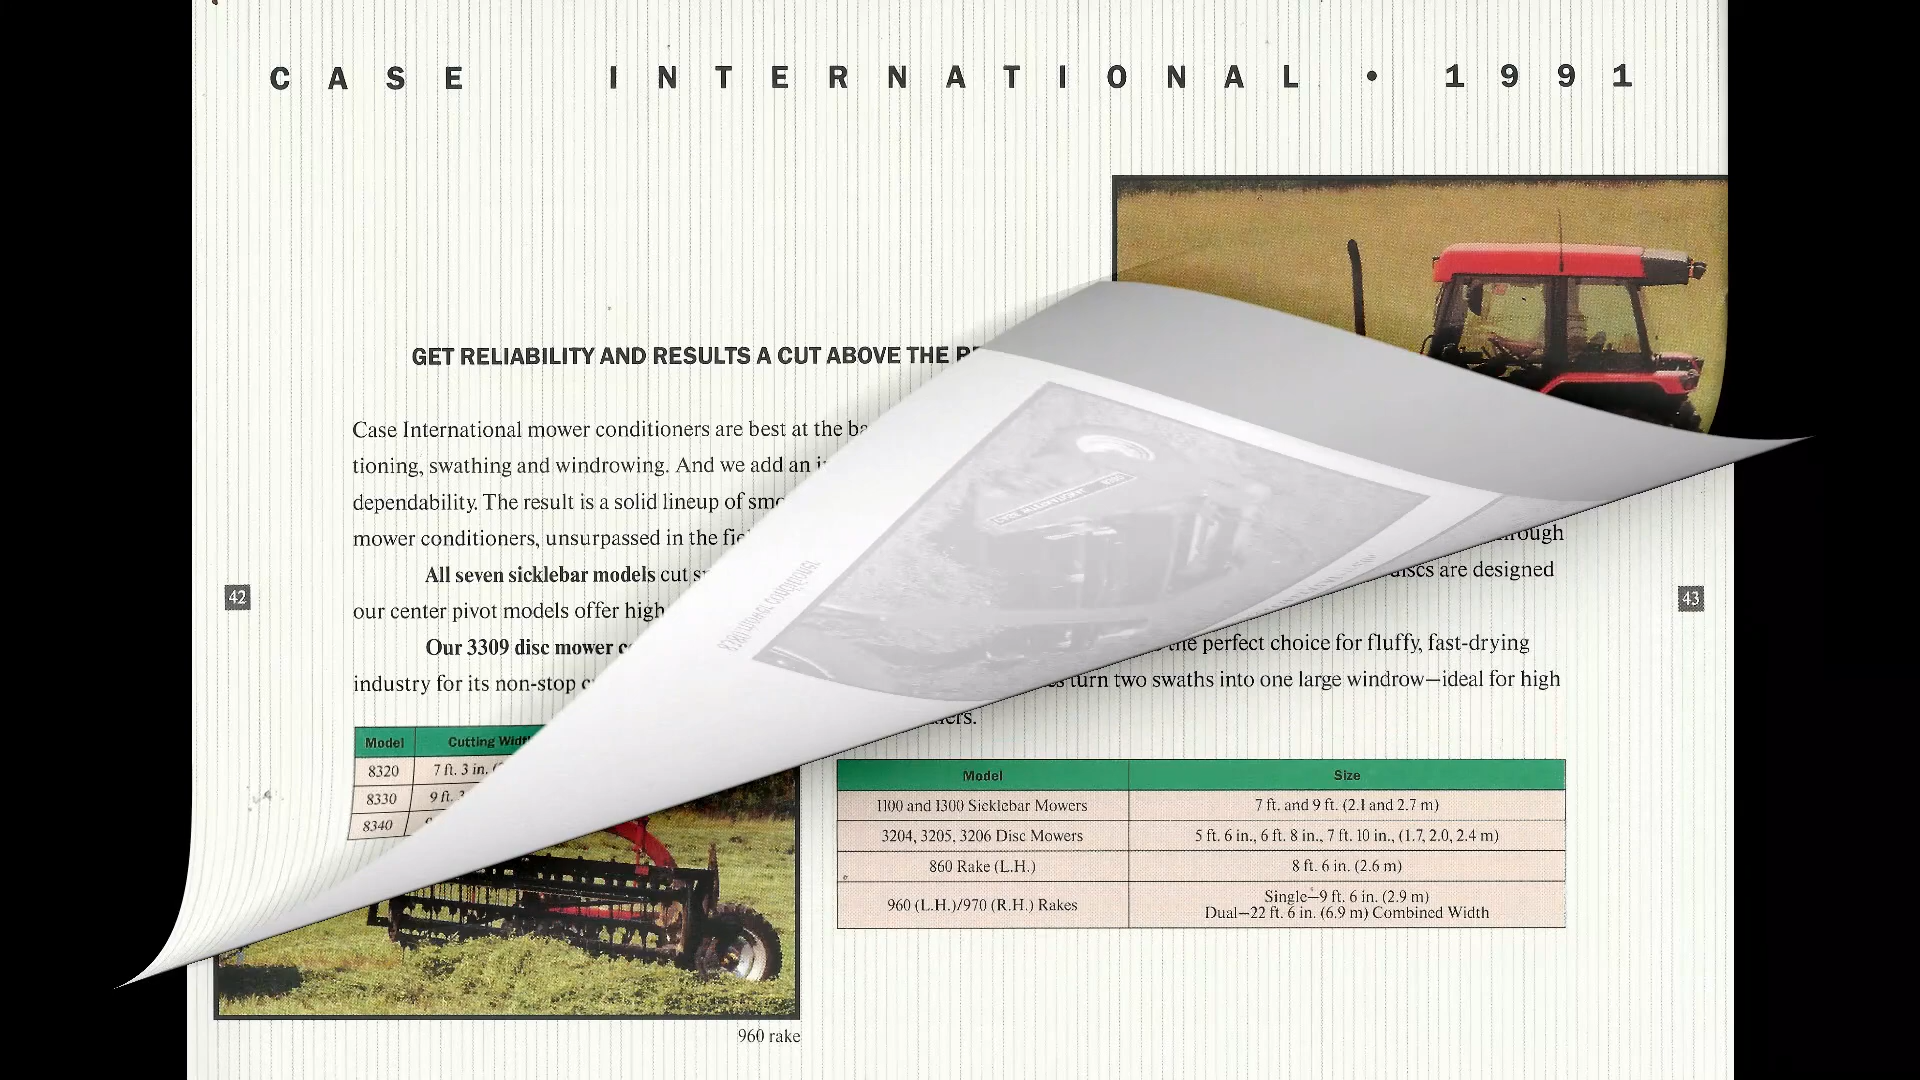 CASE INTERNATIONAL • 1991
GET RELIABILITY AND RESULTS A CUT ABOVE THE
Case International mower conditioners are best at the
tioning, swathing and windrowing. And we add an
dependability. The result is a solid lineup of
mower conditioners, unsurpassed in the
All seven sicklebar models cut
our center pivot models offer high
Our 3309 disc mower
industry for its non-stop
42
Model Cutting
8320 7 ft. 3 in.
8330 9 ft.
8340
discs are designed
the perfect choice for fluffy, fast-drying
turn two swaths into one large windrow—ideal for high
43
Model Size
1100 and 1300 Sicklebar Mowers 7 ft. and 9 ft. (2.1 and 2.7 m)
3204, 3205, 3206 Disc Mowers 5 ft. 6 in., 6 ft. 8 in., 7 ft. 10 in., (1.7, 2.0, 2.4 m)
860 Rake (L.H.) 8 ft. 6 in. (2.6 m)
960 (L.H.)/970 (R.H.) Rakes Single—9 ft. 6 in. (2.9 m)
Dual—22 ft. 6 in. (6.9 m) Combined Width
960 rake